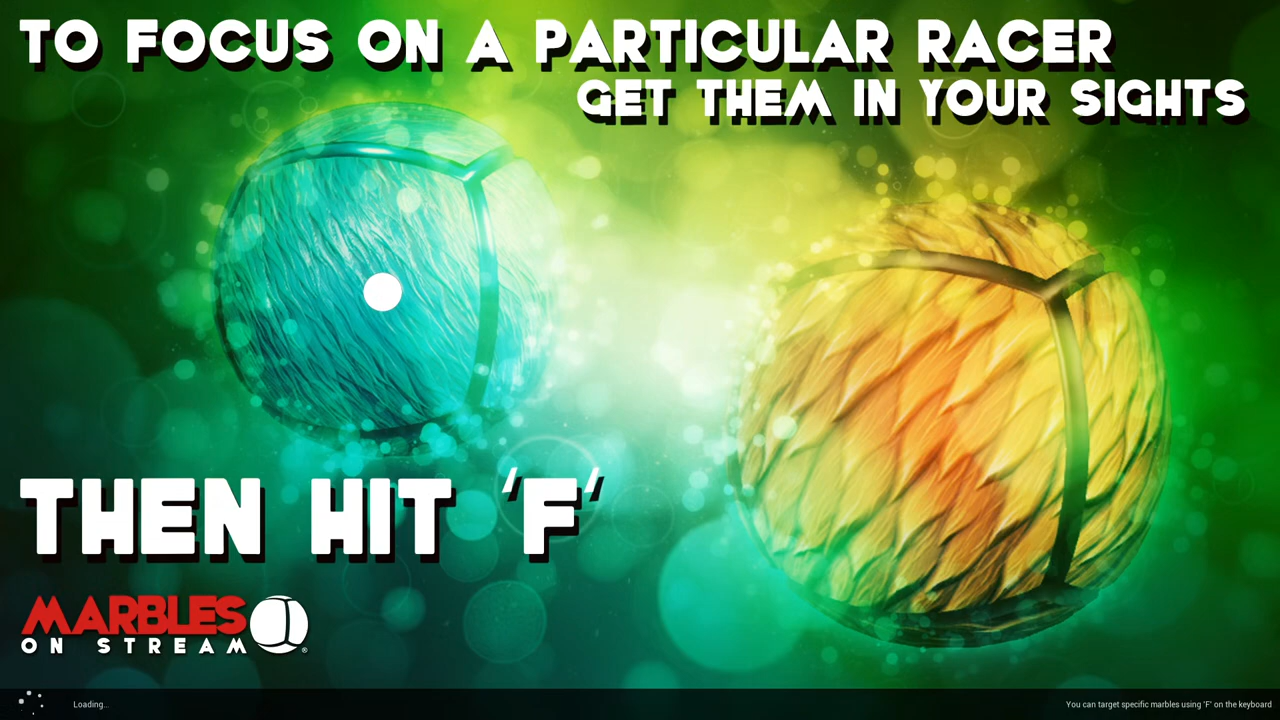 TO FOCUS ON A PARTICULAR RACER
GET THEM IN YOUR SIGHTS
THEN HIT 'F'
MARBLES
ON STREAM®
Loading...
You can target specific marbles using 'F' on the keyboard